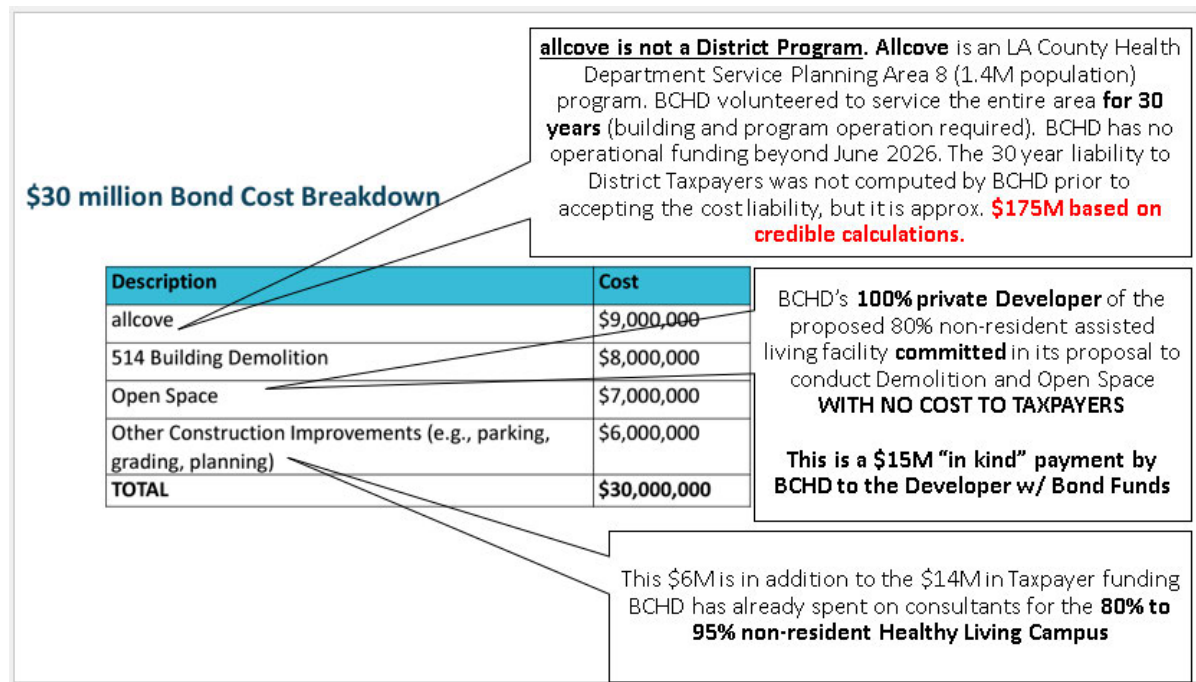 allcove is not a District Program. Allcove is an LA County Health
Department Service Planning Area 8 (1.4M population)
program. BCHD volunteered to service the entire area for 30
years (building and program operation required). BCHD has no
operational funding beyond June 2026. The 30 year liability to
District Taxpayers was not computed by BCHD prior to
accepting the cost liability, but it is approx. $175M based on
credible calculations.
$30 million Bond Cost Breakdown
Description Cost
allcove $9,000,000
514 Building Demolition $8,000,000
Open Space $7,000,000
Other Construction Improvements (e.g., parking, $6,000,000
grading, planning)
TOTAL $30,000,000
BCHD's 100% private Developer of the
proposed 80% non-resident assisted
living facility committed in its proposal to
conduct Demolition and Open Space
WITH NO COST TO TAXPAYERS
This is a $15M “in kind” payment by
BCHD to the Developer w/ Bond Funds
This $6M is in addition to the $14M in Taxpayer funding
BCHD has already spent on consultants for the 80% to
95% non-resident Healthy Living Campus